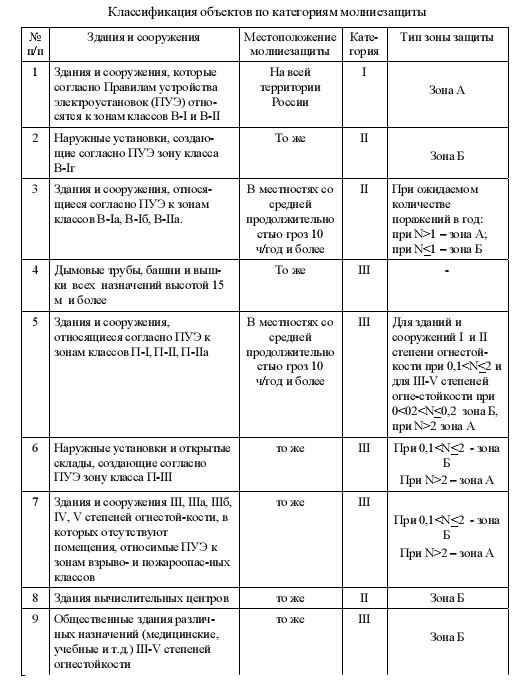 Классификация объектов по категориям молниезащиты
№ п/п
Здания и сооружения
Местоположение молниезащиты
Кате-гория
Тип зоны защиты
1
Здания и сооружения, которые
согласно Правилам устройства
электроустановок (ПУЭ) отно-
сятся к зонам классов В-I и В-II
На всей
территории
России
I
Зона А
2
Наружные установки, создаю-
щие согласно ПУЭ зону класса
В-Iг
То же
II
Зона Б
3
Здания и сооружения, относя-
щиеся согласно ПУЭ к зонам
классов В-Iа, В-Iб, В-IIа.
В местностях со
средней
продолжительно
стью гроз 10
ч/год и более
II
При ожидаемом
количестве
поражений в год:
при N>1 – зона А;
при N≤1 – зона Б
4
Дымовые трубы, башни и выш-
ки всех назначений высотой 15
м и более
То же
III
-
5
Здания и сооружения,
относящиеся согласно ПУЭ к
зонам классов П-I, П-II, П-IIа
В местностях со
средней
продолжительно
стью гроз 10
ч/год и более
III
Для зданий и
сооружений I и II
степени огнестой-
кости при 0,1<N≤2 и
для III-V степеней
огне-стойкости при
0<02<N≤0,2 зона Б,
при N>2 зона А
6
Наружные установки и открытые
склады, создающие согласно
ПУЭ зону класса П-III
то же
III
При 0,1<N≤2 - зона
Б
При N>2 – зона А
7
Здания и сооружения III, IIIа, IIIб,
IV, V степеней огнестой-кости, в
которых отсутствуют
помещения, относимые ПУЭ к
зонам взрыво- и пожароопас-ных
классов
то же
III
При 0,1<N≤2 - зона
Б
При N>2 – зона А
8
Здания вычислительных центров
то же
II
Зона Б
9
Общественные здания различ-
ных назначений (медицинские,
учебные и т.д.) III-V степеней
огнестойкости
то же
III
Зона Б